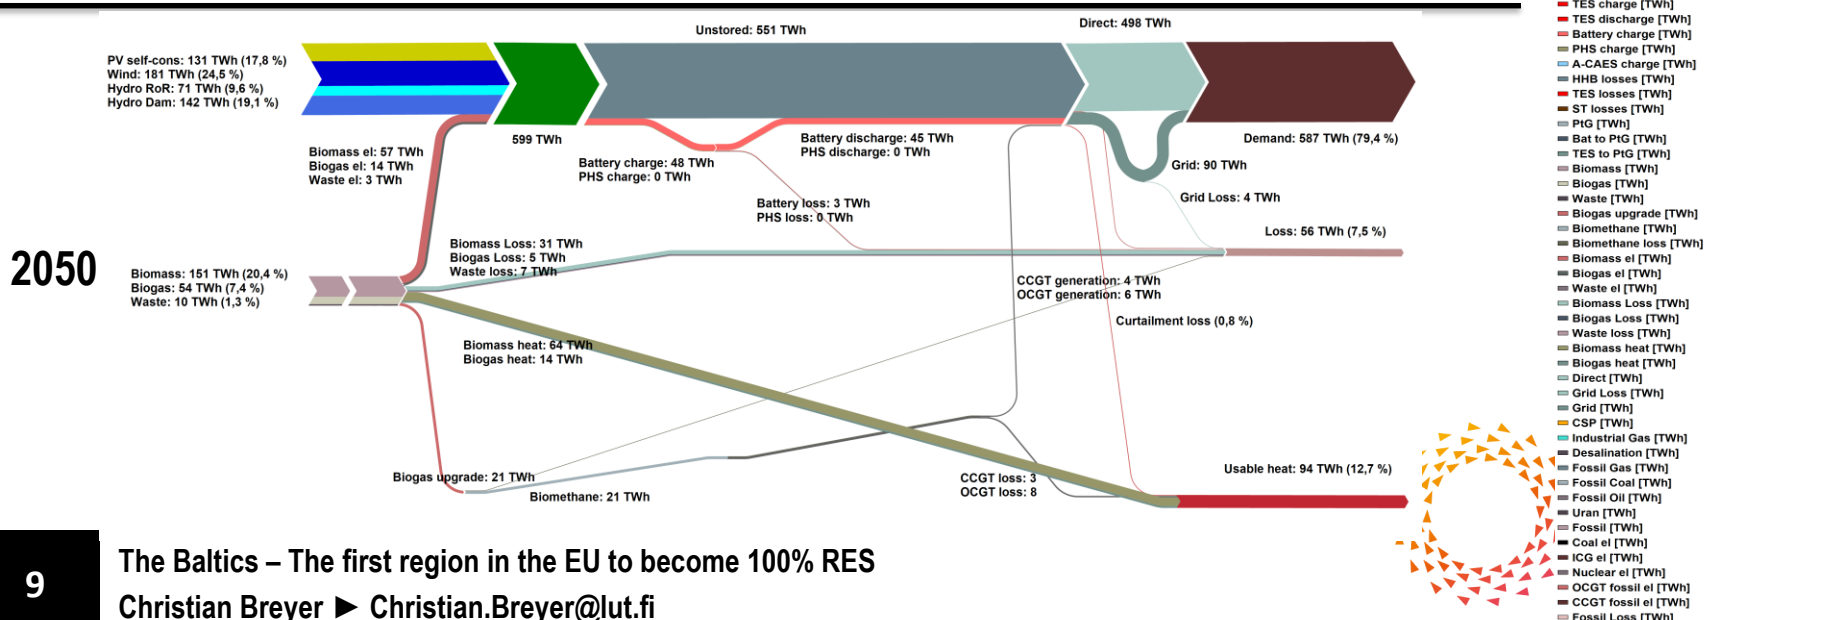 Unstored: 551 TWh
Direct: 498 TWh
PV self-cons: 131 TWh (17,8 %)
Wind: 181 TWh (24,5 %)
Hydro RoR: 71 TWh (9,6 %)
Hydro Dam: 142 TWh (19,1 %)
599 TWh
Battery charge: 48 TWh
PHS charge: 0 TWh
Battery discharge: 45 TWh
PHS discharge: 0 TWh
Demand: 587 TWh (79,4 %)
Biomass el: 57 TWh
Biogas el: 14 TWh
Waste el: 3 TWh
Grid: 90 TWh
Grid Loss: 4 TWh
Battery loss: 3 TWh
PHS loss: 0 TWh
Loss: 56 TWh (7,5 %)
Biomass Loss: 31 TWh
Biogas Loss: 5 TWh
Waste loss: 7 TWh
2050
Biomass: 151 TWh (20,4 %)
Biogas: 54 TWh (7,4 %)
Waste: 10 TWh (1,3 %)
CCGT generation: 4 TWh
OCGT generation: 6 TWh
Curtailment loss (0,8 %)
Biomass heat: 64 TWh
Biogas heat: 14 TWh
Biogas upgrade: 21 TWh
Biomethane: 21 TWh
CCGT loss: 3
OCGT loss: 8
Usable heat: 94 TWh (12,7 %)
TES charge [TWh]
TES discharge [TWh]
Battery charge [TWh]
PHS charge [TWh]
A-CAES charge [TWh]
HHB losses [TWh]
TES losses [TWh]
ST losses [TWh]
PtG [TWh]
Bat to PtG [TWh]
TES to PtG [TWh]
Biomass [TWh]
Biogas [TWh]
Waste [TWh]
Biogas upgrade [TWh]
Biomethane [TWh]
Biomethane loss [TWh]
Biomass el [TWh]
Biogas el [TWh]
Waste el [TWh]
Biomass Loss [TWh]
Biogas Loss [TWh]
Waste loss [TWh]
Biomass heat [TWh]
Biogas heat [TWh]
Direct [TWh]
Grid Loss [TWh]
Grid [TWh]
CSP [TWh]
Industrial Gas [TWh]
Desalination [TWh]
Fossil Gas [TWh]
Fossil Coal [TWh]
Fossil Oil [TWh]
Uran [TWh]
Fossil [TWh]
Coal el [TWh]
ICG el [TWh]
Nuclear el [TWh]
OCGT fossil el [TWh]
CCGT fossil el [TWh]
Fossil Loss [TWh]
9
The Baltics – The first region in the EU to become 100% RES
Christian Breyer ► Christian.Breyer@lut.fi